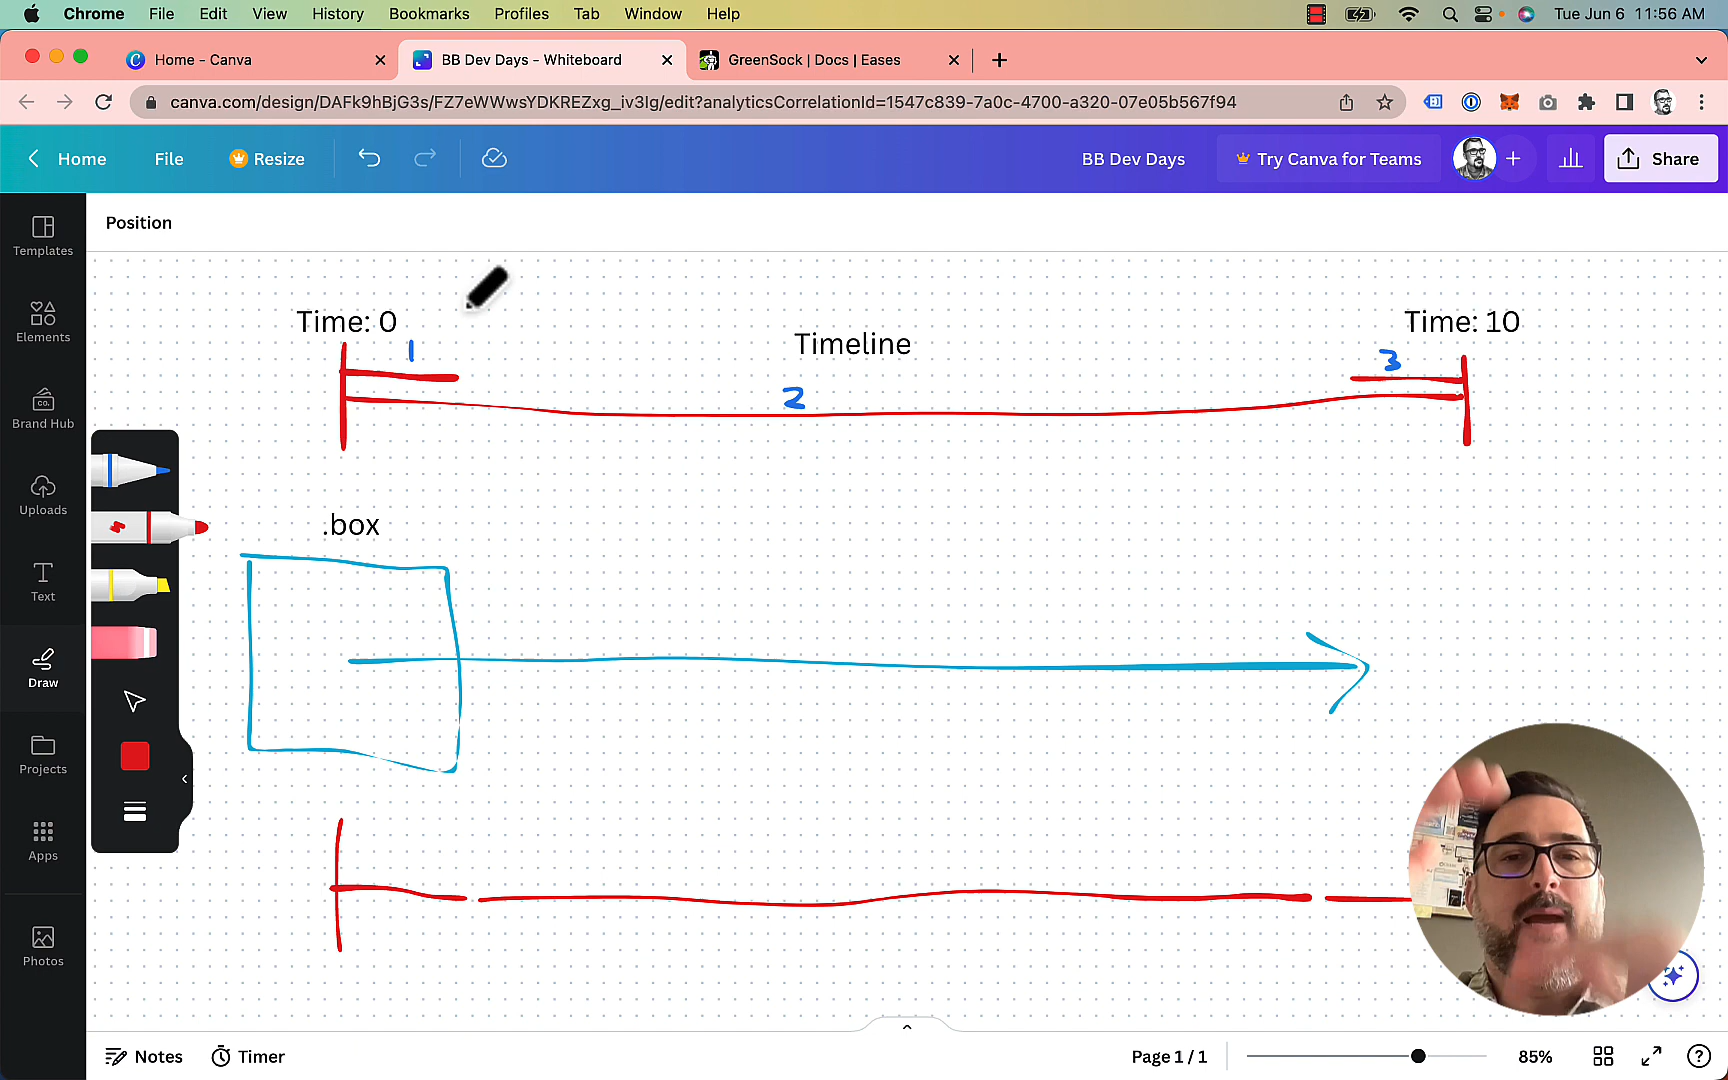 Chrome File Edit View History Bookmarks Profiles Tab Window Help Tue Jun 6 11:56 AM
Home - Canva BB Dev Days - Whiteboard GreenSock | Docs | Eases
canva.com/design/DAFk9hBjG3s/FZ7eWWwsYDKREZxg_iv3Ig/edit?analyticsCorrelationId=1547c839-7a0c-4700-a320-07e05b567f94
Home File Resize BB Dev Days Try Canva for Teams Share
Position
Templates
Elements
Brand Hub
Uploads
Text
Draw
Projects
Apps
Photos
Time: 0 Timeline Time: 10
1 2 3
.box
Notes Timer Page 1 / 1 85%